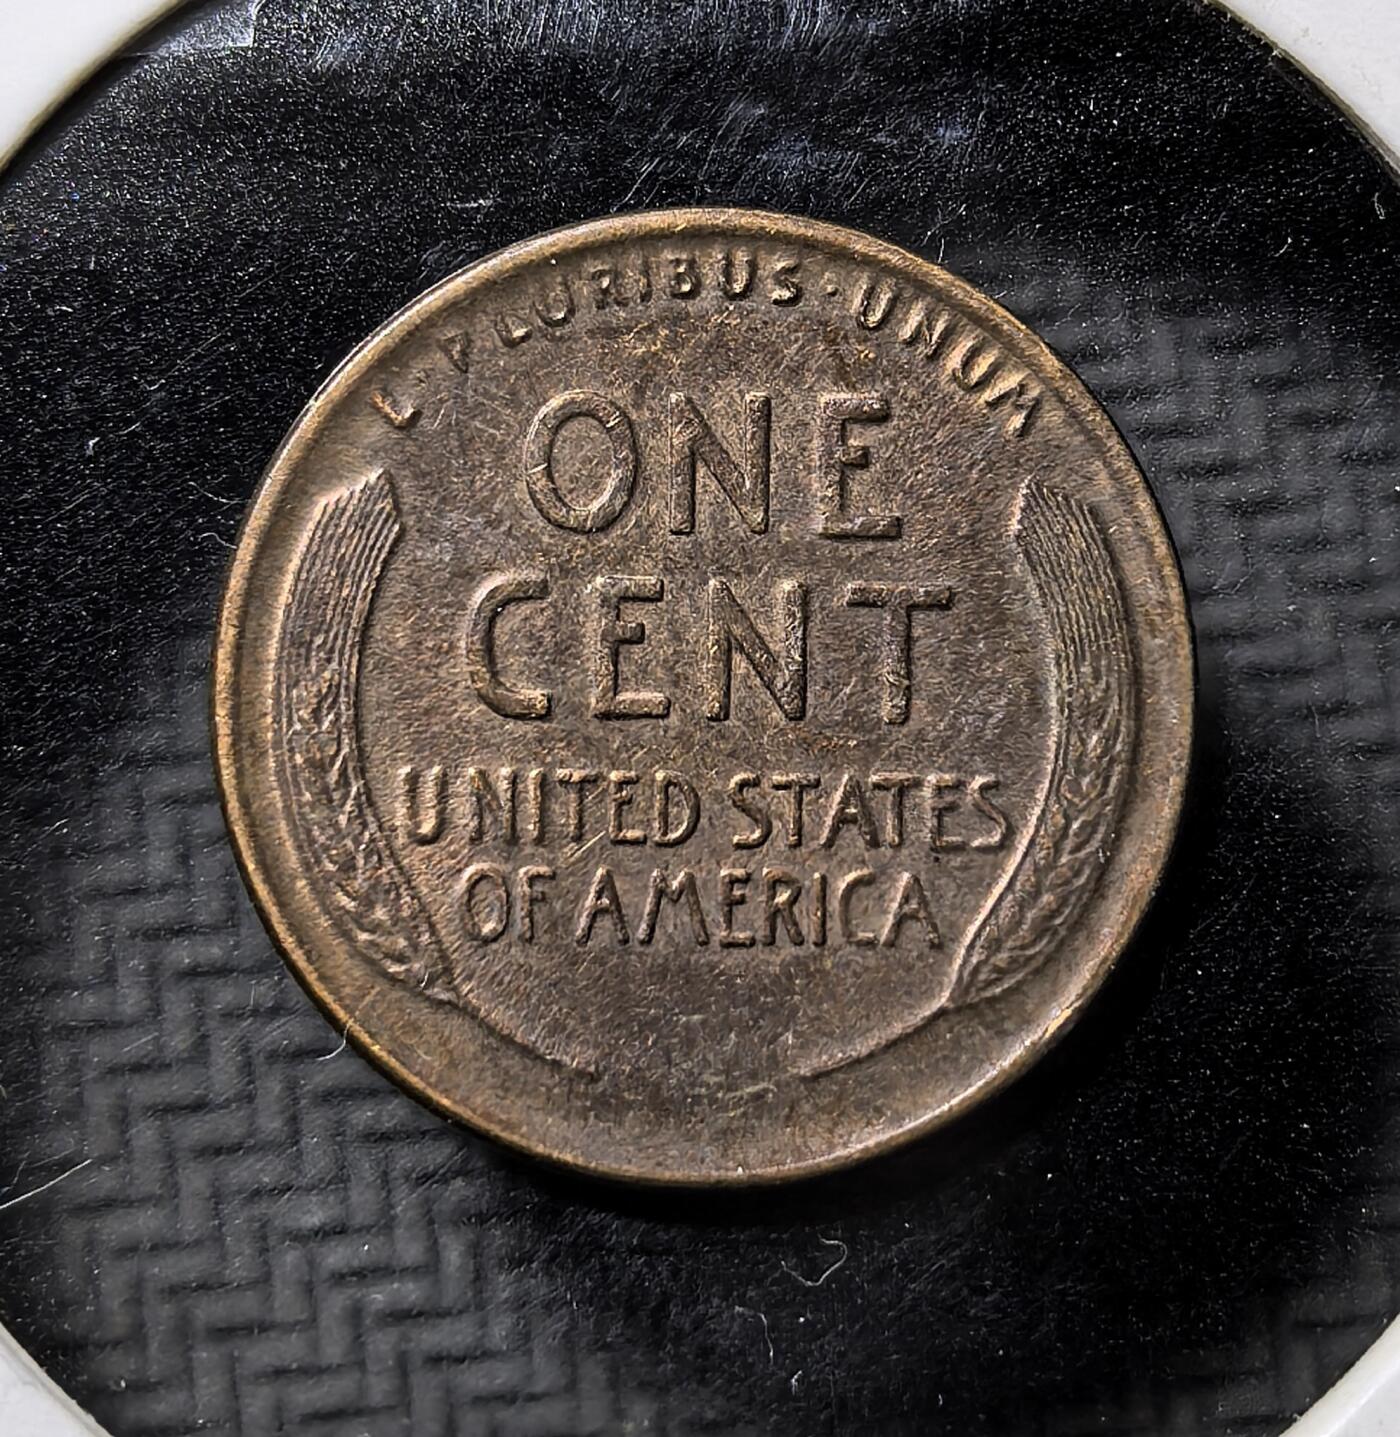 E·PLURIBUS·UNUM
ONE
CENT
UNITED STATES
OF AMERICA